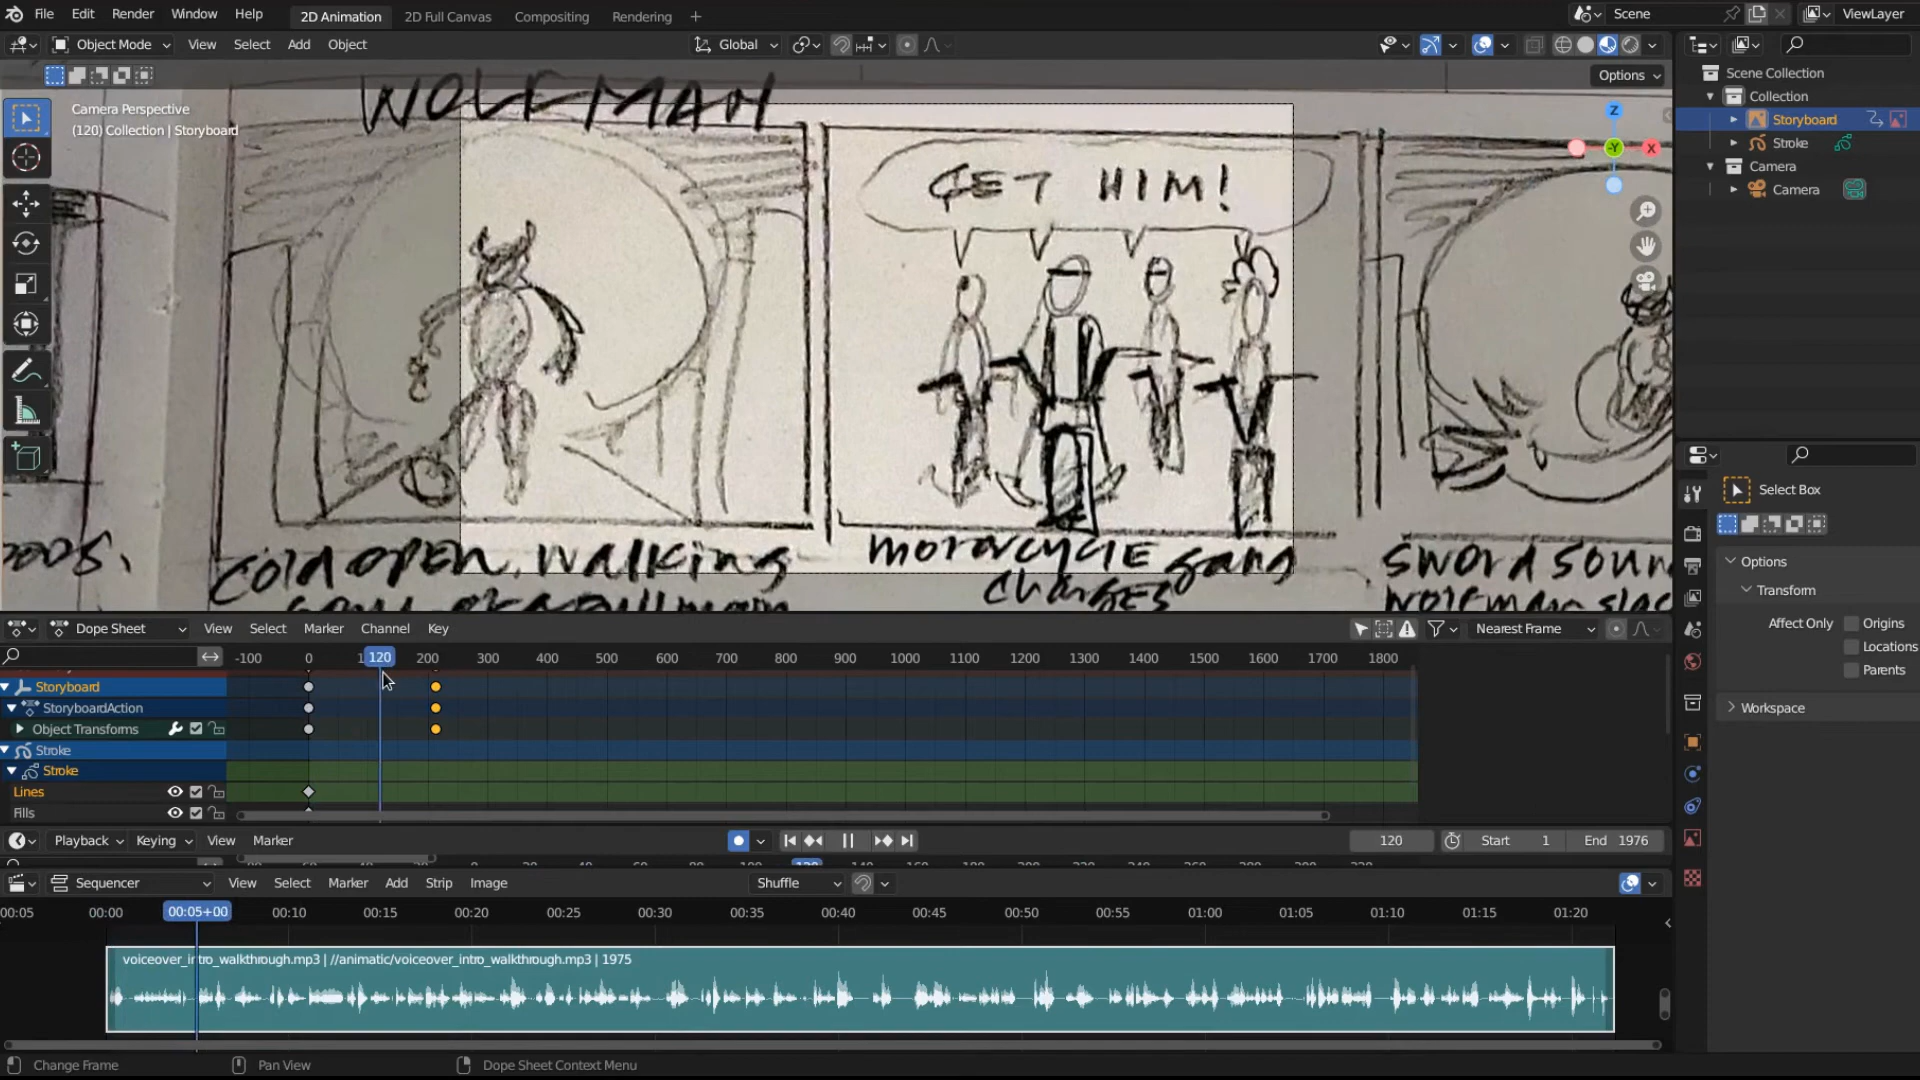 File Edit Render Window Help 2D Animation 2D Full Canvas Compositing Rendering + Scene ViewLayer
Object Mode View Select Add Object Global
Options
Camera Perspective
(120) Collection | Storyboard
WOLFMAN
GET HIM!
Z
-Y
X
oods.
cold open. walking
motorcycle gang
charges
sword soun
wolfman slac
Scene Collection
Collection
Storyboard
Stroke
Camera
Camera
Select Box
Options
Transform
Affect Only Origins
Locations
Parents
Workspace
Dope Sheet View Select Marker Channel Key Nearest Frame
-100 0 120 200 300 400 500 600 700 800 900 1000 1100 1200 1300 1400 1500 1600 1700 1800
Storyboard
StoryboardAction
Object Transforms
Stroke
Stroke
Lines
Fills
Playback Keying View Marker 120 Start 1 End 1976
Sequencer View Select Marker Add Strip Image Shuffle
00:05 00:00 00:05+00 00:10 00:15 00:20 00:25 00:30 00:35 00:40 00:45 00:50 00:55 01:00 01:05 01:10 01:15 01:20
voiceover_intro_walkthrough.mp3 | //animatic/voiceover_intro_walkthrough.mp3 | 1975
Change Frame Pan View Dope Sheet Context Menu